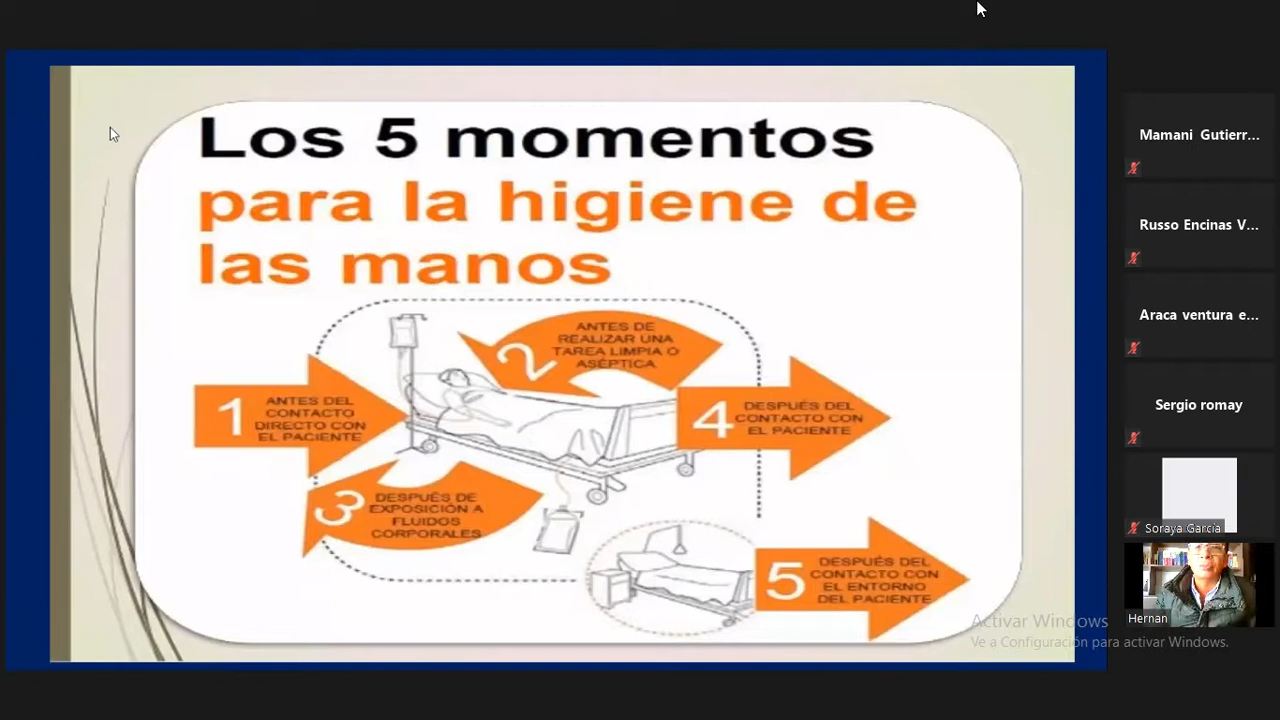 Los 5 momentos
para la higiene de
las manos
1
ANTES DEL
CONTACTO
DIRECTO CON
EL PACIENTE
2
ANTES DE
REALIZAR UNA
TAREA LIMPIA O
ASÉPTICA
3
DESPUÉS DE
EXPOSICIÓN A
FLUIDOS
CORPORALES
4
DESPUÉS DEL
CONTACTO CON
EL PACIENTE
5
DESPUÉS DEL
CONTACTO CON
EL ENTORNO
DEL PACIENTE
Mamani Gutierr...
Russo Encinas V...
Araca ventura e...
Sergio romay
Soraya Garcia
Hernan
Activar Windows
Ve a Configuración para activar Windows.